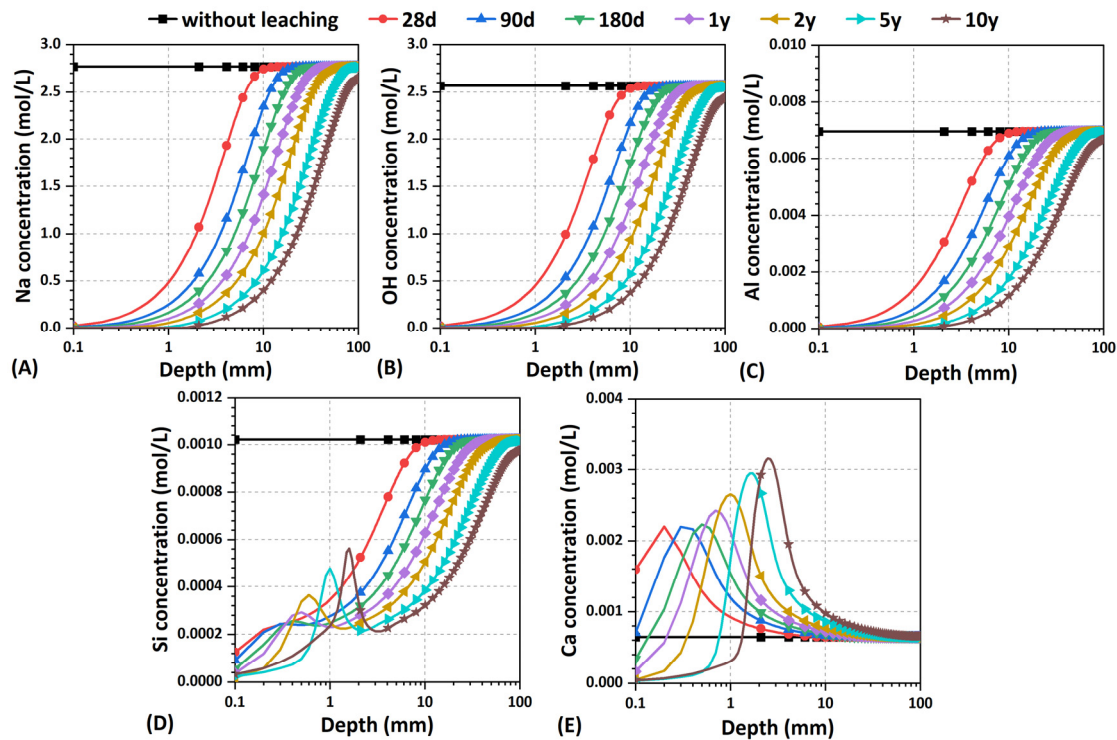 without leaching 28d 90d 180d 1y 2y 5y 10y
3.0
2.5
2.0
1.5
1.0
0.5
0.0
Na concentration (mol/L)
0.1 1 10 100
Depth (mm)
(A)
3.0
2.5
2.0
1.5
1.0
0.5
0.0
OH concentration (mol/L)
0.1 1 10 100
Depth (mm)
(B)
0.010
0.008
0.006
0.004
0.002
0.000
Al concentration (mol/L)
0.1 1 10 100
Depth (mm)
(C)
0.0012
0.0010
0.0008
0.0006
0.0004
0.0002
0.0000
Si concentration (mol/L)
0.1 1 10 100
Depth (mm)
(D)
0.004
0.003
0.002
0.001
0.000
Ca concentration (mol/L)
0.1 1 10 100
Depth (mm)
(E)